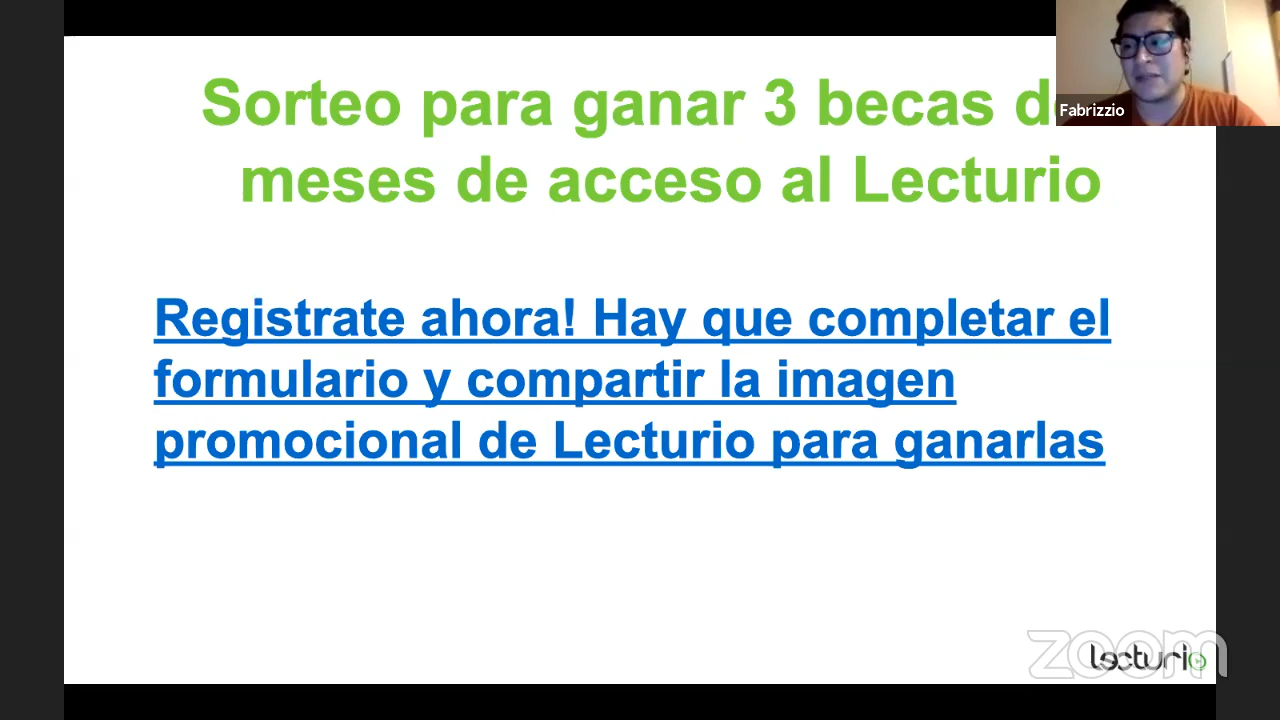 Sorteo para ganar 3 becas
meses de acceso al Lecturio
Fabrizzio
Registrate ahora! Hay que completar el
formulario y compartir la imagen
promocional de Lecturio para ganarlas
zoom
lecturio